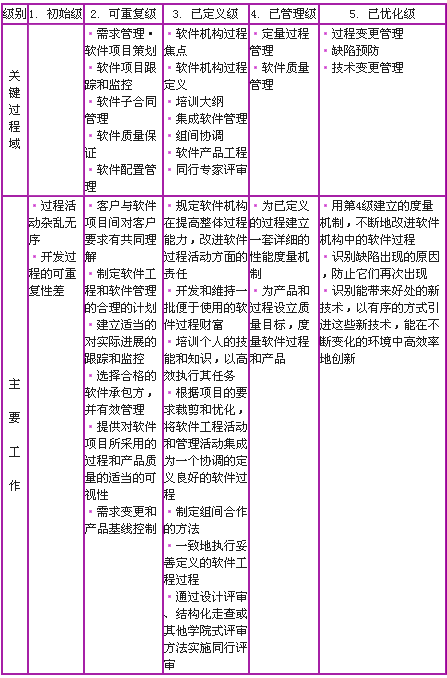 级别
1. 初始级
2. 可重复级
3. 已定义级
4. 已管理级
5. 已优化级
关
键
过
程
域
▪需求管理▪
软件项目策划
▪软件项目跟
踪和监控
▪软件子合同
管理
▪软件质量保
证
▪软件配置管
理
▪软件机构过程
焦点
▪软件机构过程
定义
▪培训大纲
▪集成软件管理
▪组间协调
▪软件产品工程
▪同行专家评审
▪定量过程
管理
▪软件质量
管理
▪过程变更管理
▪缺陷预防
▪技术变更管理
主
要
工
作
▪过程活
动杂乱无
序
▪开发过
程的可重
复性差
▪客户与软件
项目间对客户
要求有共同理
解
▪制定软件工
程和软件管理
的合理的计划
▪建立适当的
对实际进展的
跟踪和监控
▪选择合格的
软件承包方,
并有效管理
▪提供对软件
项目所采用的
过程和产品质
量的适当的可
视性
▪需求变更和
产品基线控制
▪规定软件机构
在提高整体过程
能力,改进软件
过程活动方面的
责任
▪开发和维持一
批便于使用的软
件过程财富
▪培训个人的技
能和知识,以高
效执行其任务
▪根据项目的要
求裁剪和优化,
将软件工程活动
和管理活动集成
为一个协调的定
义良好的软件过
程
▪制定组间合作
的方法
▪一致地执行妥
善定义的软件工
程过程
▪通过设计评审
、结构化走查或
其他学院式评审
方法实施同行评
审
▪为已定义
的过程建立
一套详细的
性能度量机
制
▪为产品和
过程设立质
量目标,度
量软件过程
和产品
▪用第4级建立的度量
机制,不断地改进软件
机构中的软件过程
▪识别缺陷出现的原因
,防止它们再次出现
▪识别能带来好处的新
技术,以有序的方式引
进这些新技术,能在不
断变化的环境中高效率
地创新